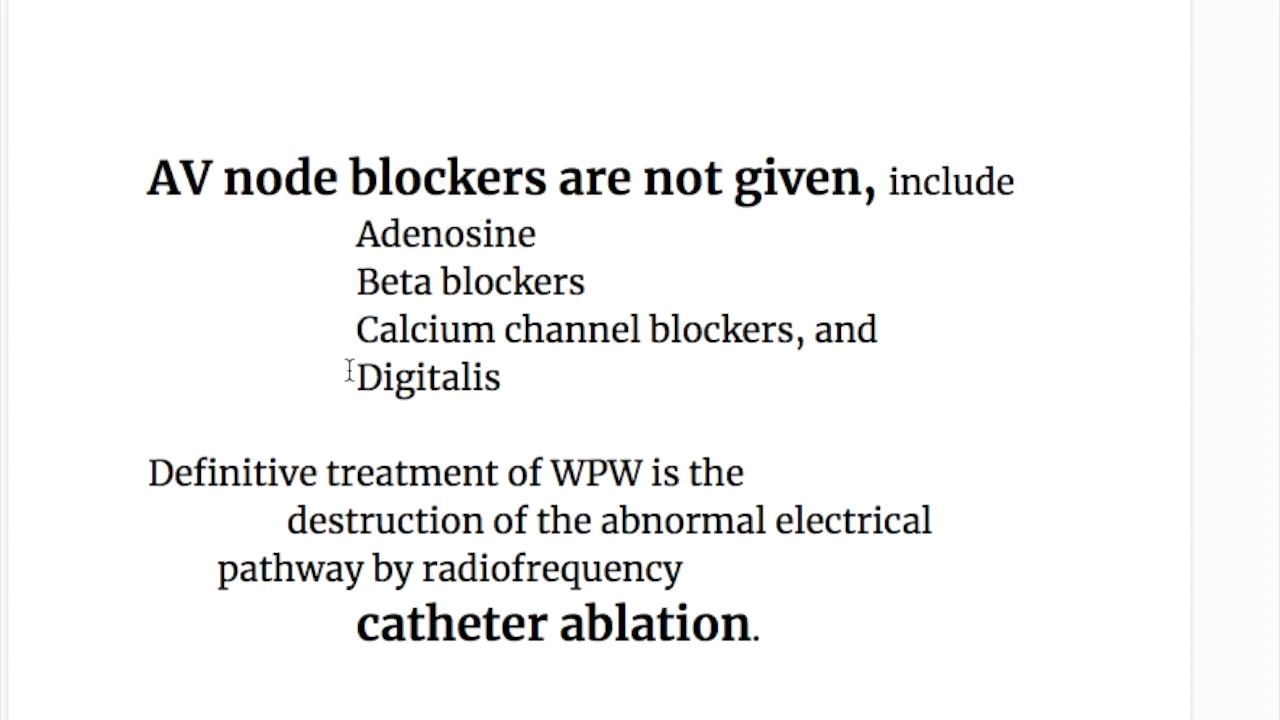 AV node blockers are not given, include
Adenosine
Beta blockers
Calcium channel blockers, and
Digitalis
Definitive treatment of WPW is the
destruction of the abnormal electrical
pathway by radiofrequency
catheter ablation.